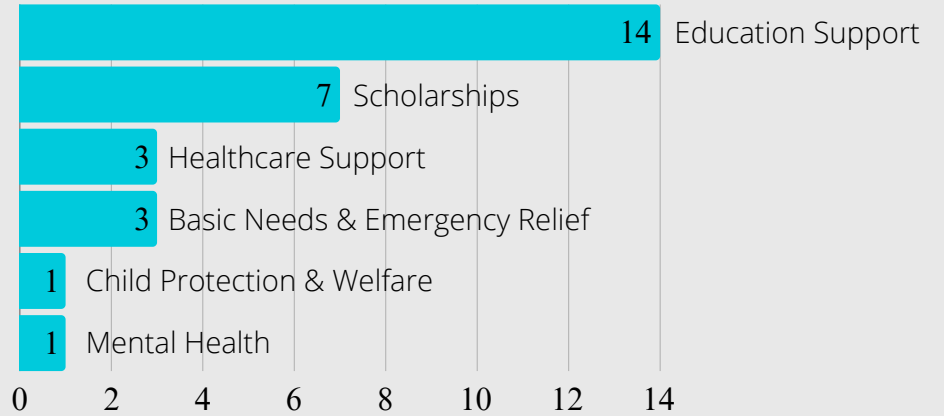 14 Education Support
7 Scholarships
3 Healthcare Support
3 Basic Needs & Emergency Relief
1 Child Protection & Welfare
1 Mental Health
0 2 4 6 8 10 12 14